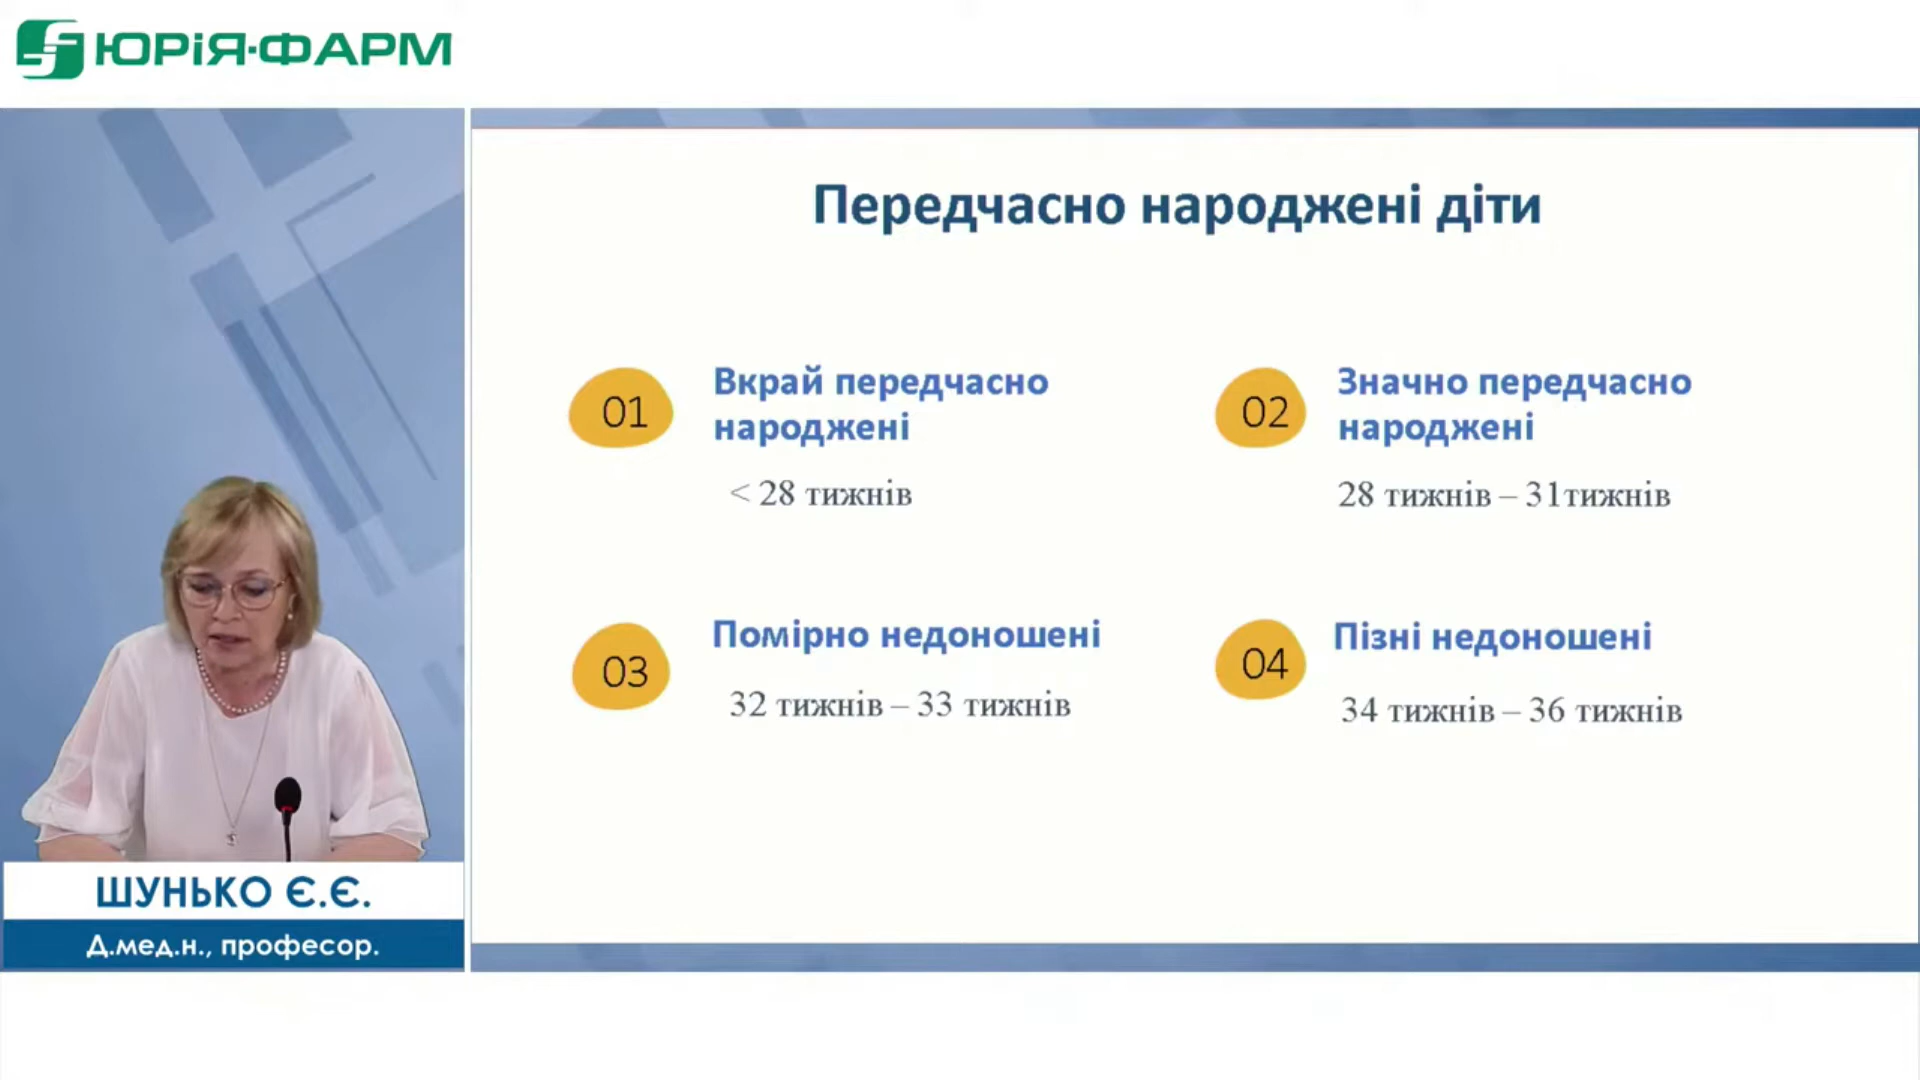 ЮРіЯ·ФАРМ
Передчасно народжені діти
01
Вкрай передчасно
народжені
< 28 тижнів
02
Значно передчасно
народжені
28 тижнів – 31тижнів
03
Помірно недоношені
32 тижнів – 33 тижнів
04
Пізні недоношені
34 тижнів – 36 тижнів
ШУНЬКО Є.Є.
Д.мед.н., професор.